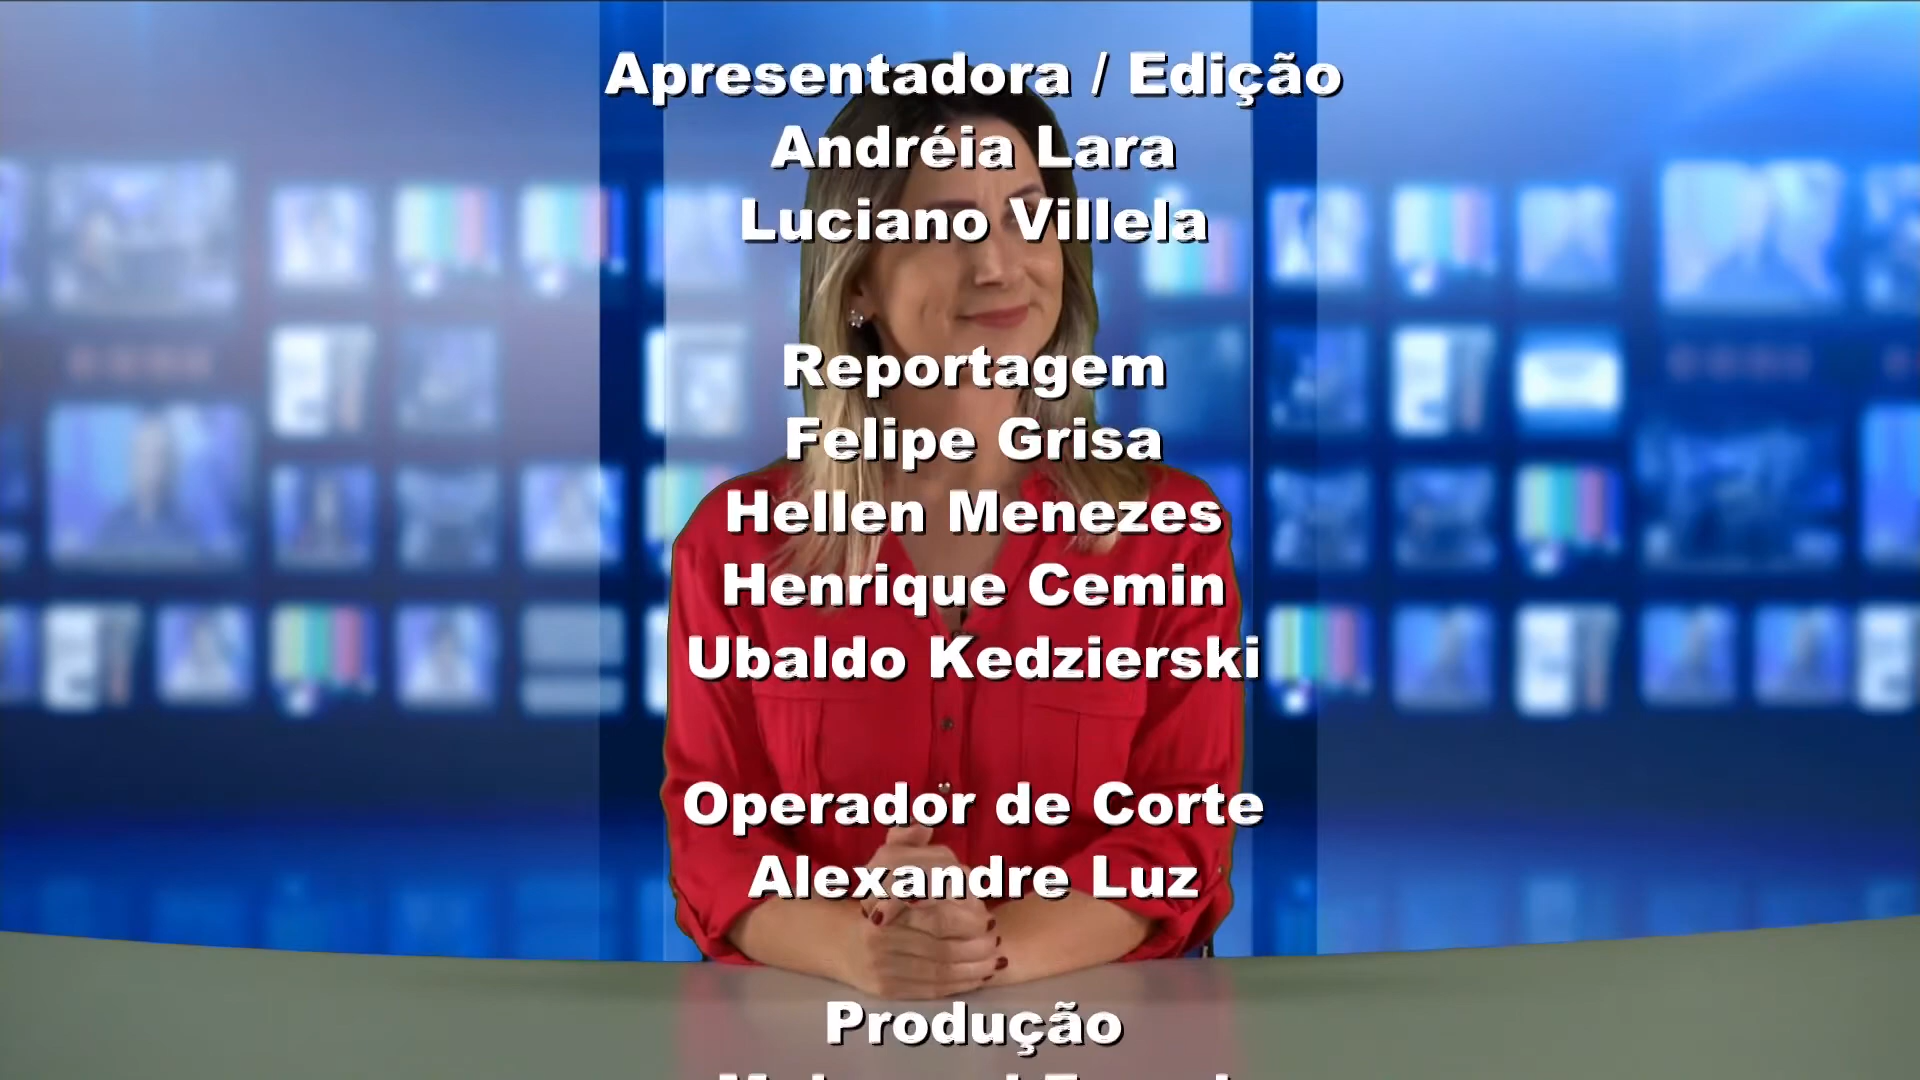 Apresentadora / Edição
Andréia Lara
Luciano Villela
Reportagem
Felipe Grisa
Hellen Menezes
Henrique Cemin
Ubaldo Kedzierski
Operador de Corte
Alexandre Luz
Produção